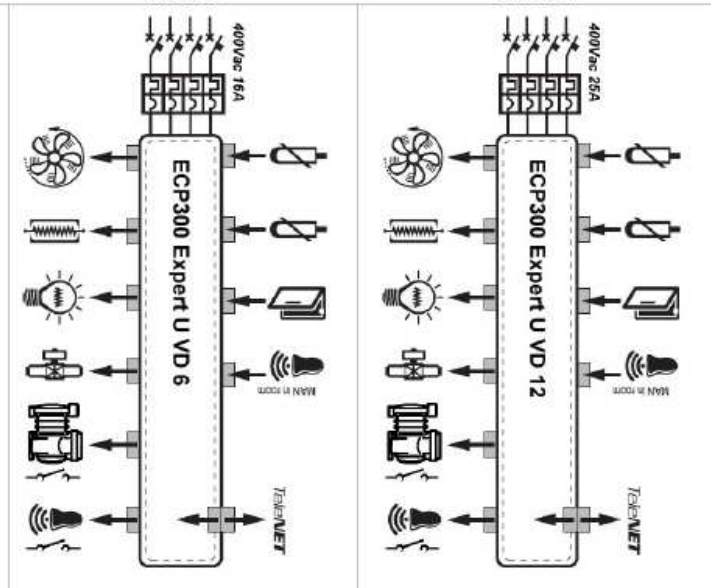 400Vac 16A
ECP300 Expert U VD 6
MAN in room
TeleNET
400Vac 25A
ECP300 Expert U VD 12
MAN in room
TeleNET